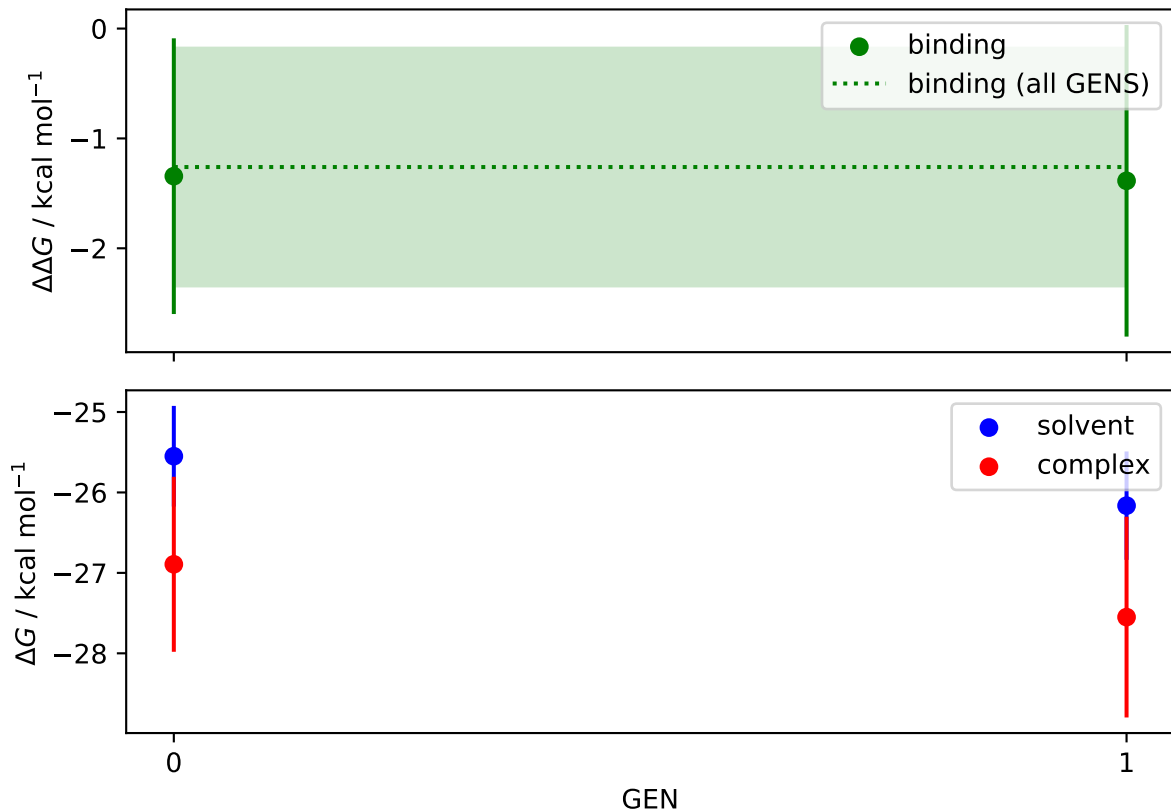 0
−1
−2
ΔΔG / kcal mol⁻¹
binding
binding (all GENS)
−25
−26
−27
−28
ΔG / kcal mol⁻¹
solvent
complex
0
1
GEN